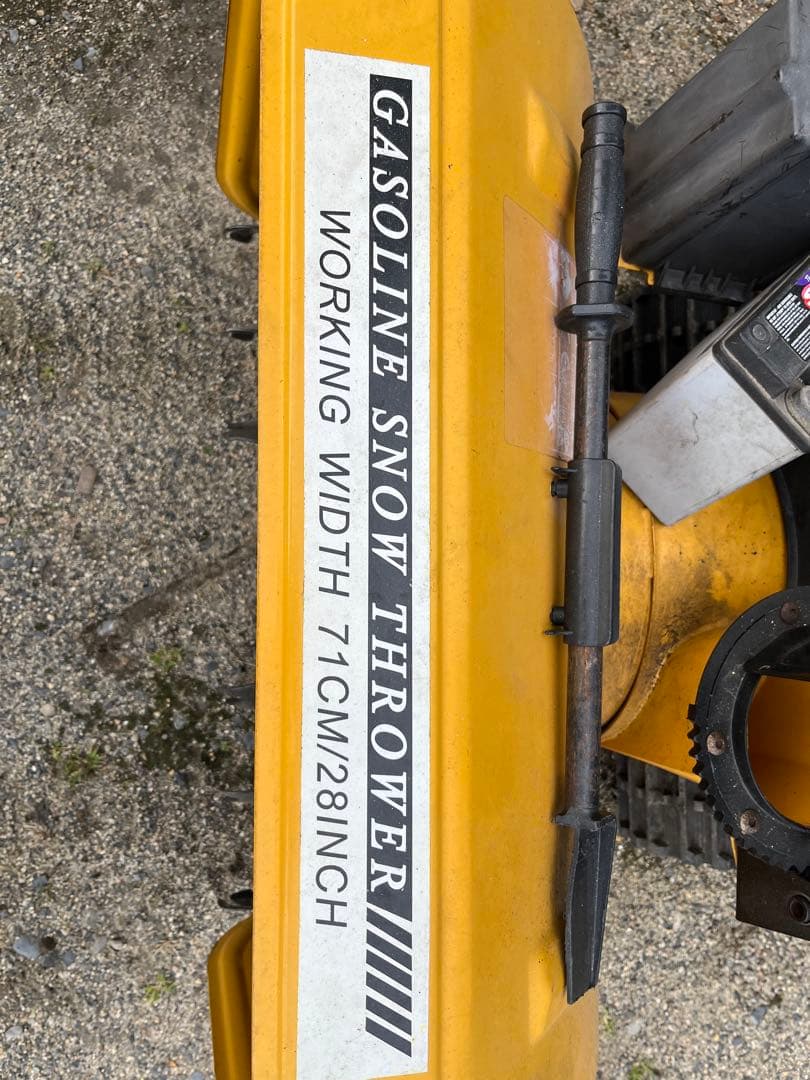 GASOLINE SNOW THROWER
WORKING WIDTH 71CM/28INCH